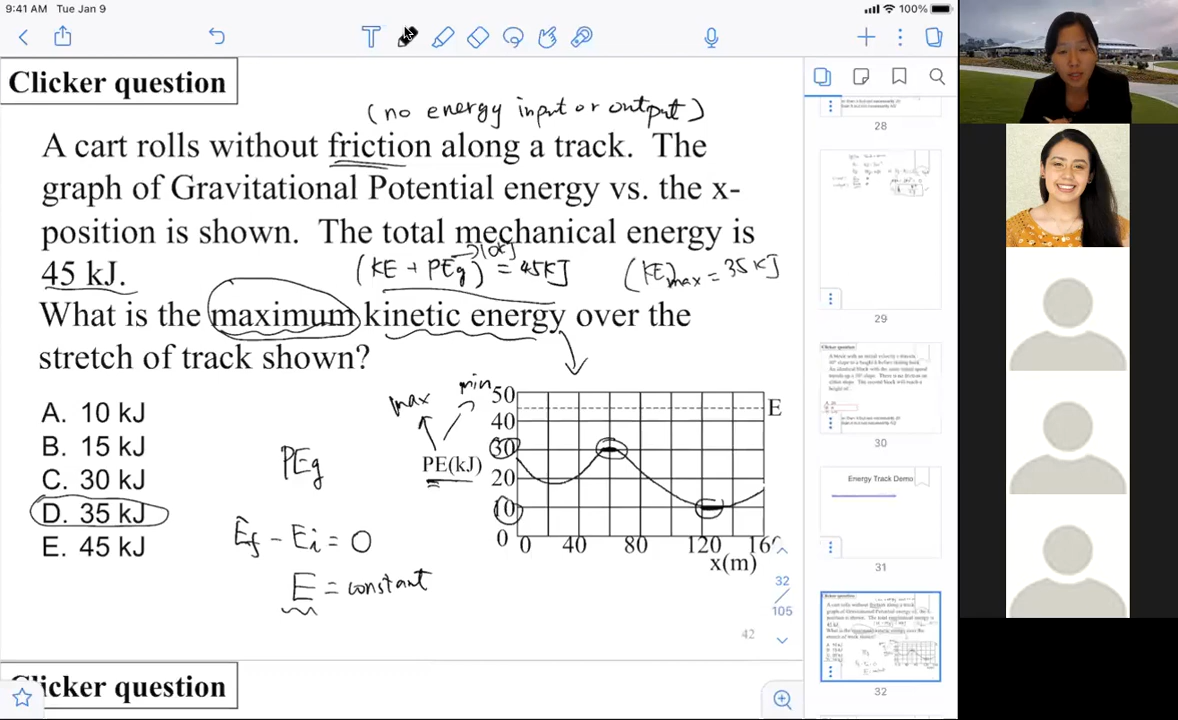 9:41 AM Tue Jan 9
100%
Clicker question
(no energy input or output)
A cart rolls without friction along a track. The
graph of Gravitational Potential energy vs. the x-
position is shown. The total mechanical energy is
→10kJ
45 kJ.
(KE + PEg) = 45KJ
(KE)max = 35 KJ
What is the maximum kinetic energy over the
stretch of track shown?
max
min
A. 10 kJ
B. 15 kJ
C. 30 kJ
D. 35 kJ
E. 45 kJ
PEg
Ef - Ei = 0
E = constant
PE(kJ)
50
40
30
20
10
0
E
0 40 80 120 16
x(m)
32
105
42
Clicker question
28
29
Clicker question
30
Energy Track Demo
31
32